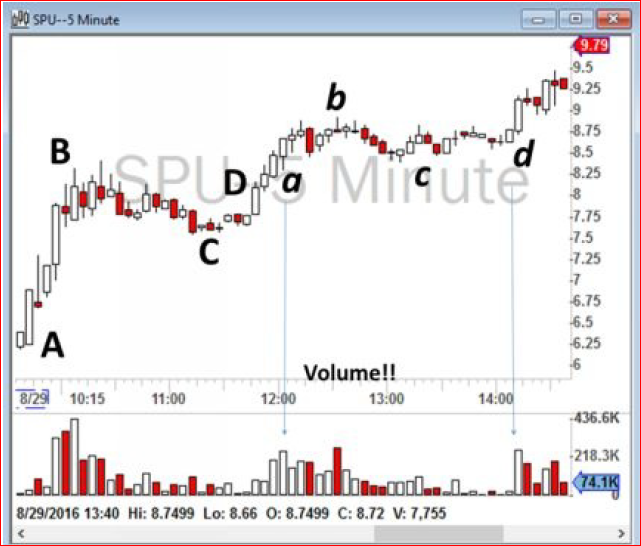 SPU--5 Minute
9.79
9.5
9.25
9
8.75
8.5
8.25
8
7.75
7.5
7.25
7
6.75
6.5
6.25
6
SPU--5 Minute
b
B
a
c
d
D
C
A
Volume!!
8/29 10:15 11:00 12:00 13:00 14:00
436.6K
218.3K
74.1K
0
8/29/2016 13:40 Hi: 8.7499 Lo: 8.66 O: 8.7499 C: 8.72 V: 7,755